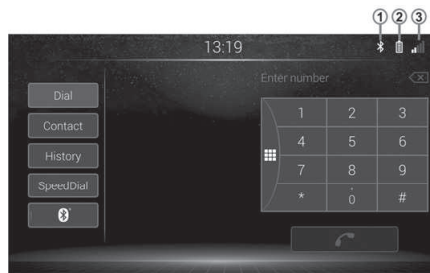 1 2 3
13:19
Enter number
Dial
Contact
History
SpeedDial
1 2 3
4 5 6
7 8 9
* 0 #